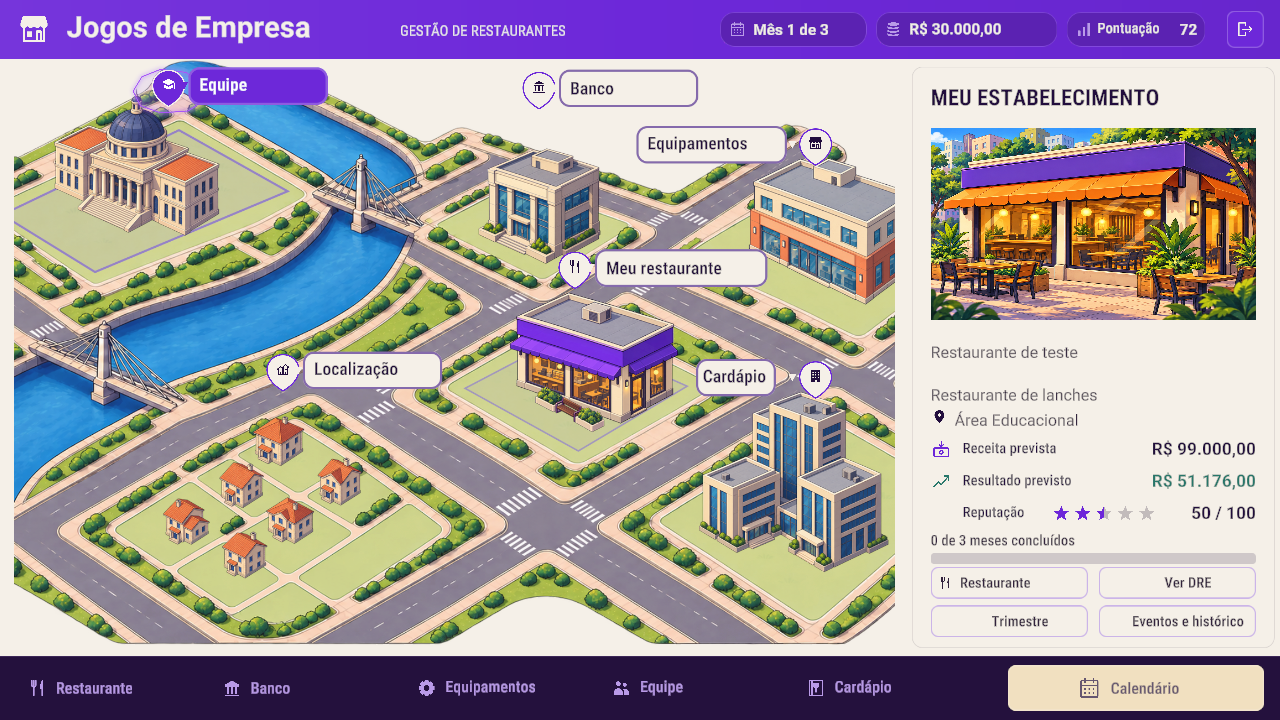 Jogos de Empresa
GESTÃO DE RESTAURANTES
Mês 1 de 3
R$ 30.000,00
Pontuação 72
Equipe
Banco
Equipamentos
Meu restaurante
Localização
Cardápio
MEU ESTABELECIMENTO
Restaurante de teste
Restaurante de lanches
Área Educacional
Receita prevista R$ 99.000,00
Resultado previsto R$ 51.176,00
Reputação 50 / 100
0 de 3 meses concluídos
Restaurante
Ver DRE
Trimestre
Eventos e histórico
Restaurante
Banco
Equipamentos
Equipe
Cardápio
Calendário